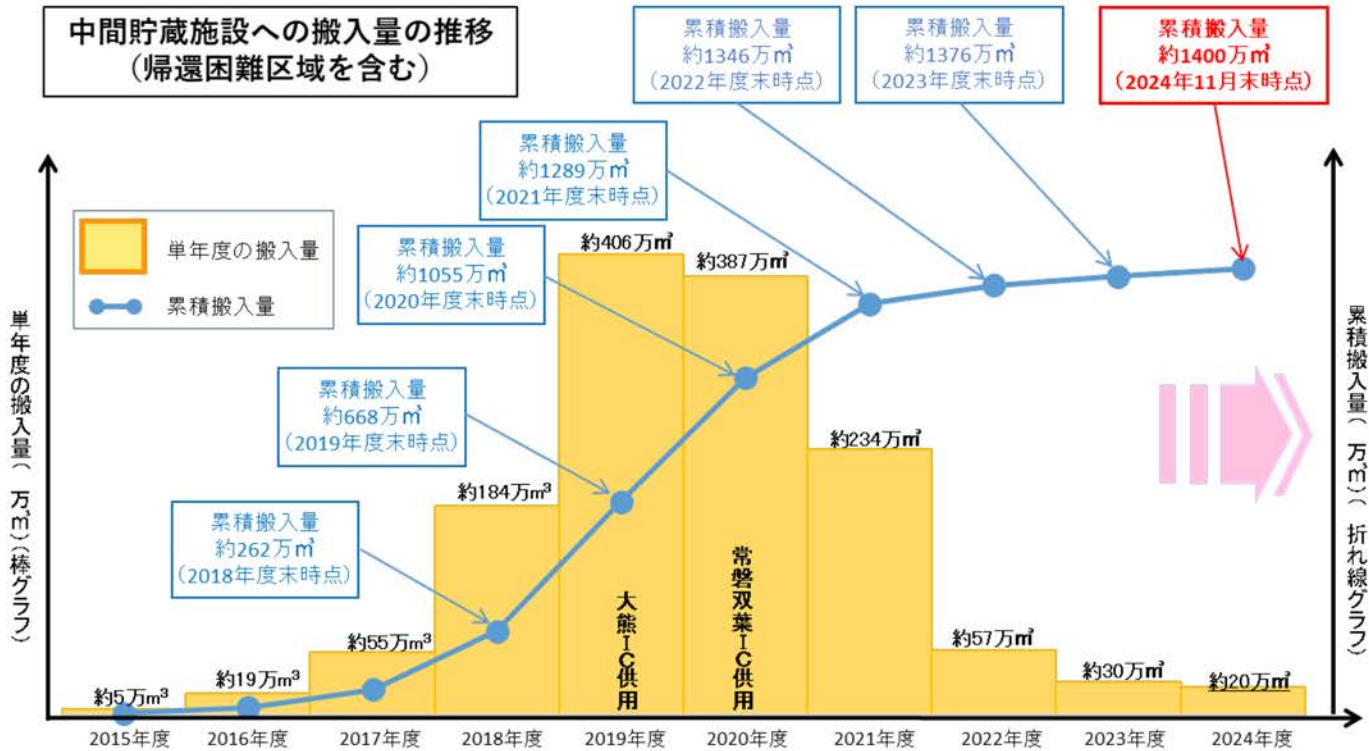 中間貯蔵施設への搬入量の推移
（帰還困難区域を含む）
累積搬入量
約1346万㎥
（2022年度末時点）
累積搬入量
約1376万㎥
（2023年度末時点）
累積搬入量
約1400万㎥
（2024年11月末時点）
累積搬入量
約1289万㎥
（2021年度末時点）
単年度の搬入量
累積搬入量
累積搬入量
約1055万㎥
（2020年度末時点）
累積搬入量
約668万㎥
（2019年度末時点）
累積搬入量
約262万㎥
（2018年度末時点）
単年度の搬入量（　万㎥）（棒グラフ）
累積搬入量（　万㎥）（　折れ線グラフ）
約5万m³
約19万m³
約55万m³
約184万m³
約406万㎥
約387万㎥
約234万㎥
約57万㎥
約30万㎥
約20万㎥
大熊IC供用
常磐双葉IC供用
2015年度
2016年度
2017年度
2018年度
2019年度
2020年度
2021年度
2022年度
2023年度
2024年度